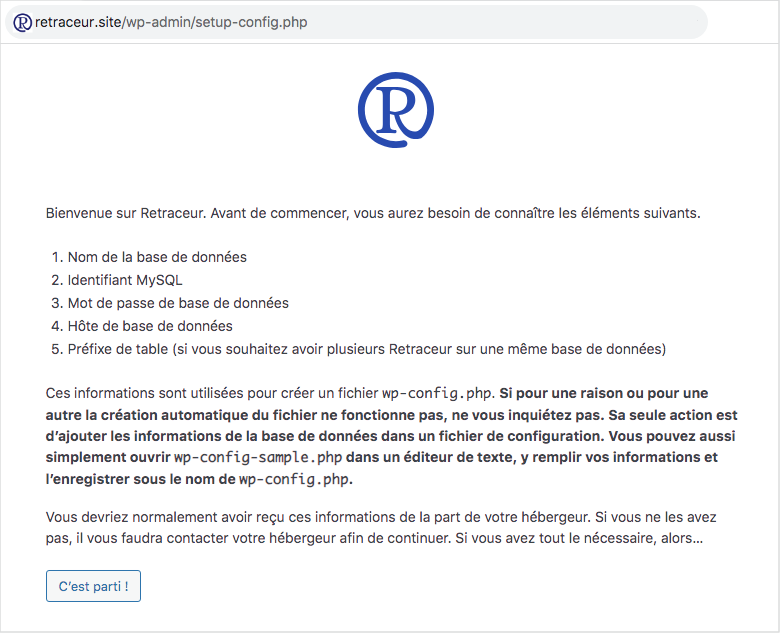 retraceur.site/wp-admin/setup-config.php
R
Bienvenue sur Retraceur. Avant de commencer, vous aurez besoin de connaître les éléments suivants.
1. Nom de la base de données
2. Identifiant MySQL
3. Mot de passe de base de données
4. Hôte de base de données
5. Préfixe de table (si vous souhaitez avoir plusieurs Retraceur sur une même base de données)
Ces informations sont utilisées pour créer un fichier wp-config.php. Si pour une raison ou pour une
autre la création automatique du fichier ne fonctionne pas, ne vous inquiétez pas. Sa seule action est
d’ajouter les informations de la base de données dans un fichier de configuration. Vous pouvez aussi
simplement ouvrir wp-config-sample.php dans un éditeur de texte, y remplir vos informations et
l’enregistrer sous le nom de wp-config.php.
Vous devriez normalement avoir reçu ces informations de la part de votre hébergeur. Si vous ne les avez
pas, il vous faudra contacter votre hébergeur afin de continuer. Si vous avez tout le nécessaire, alors…
C’est parti !